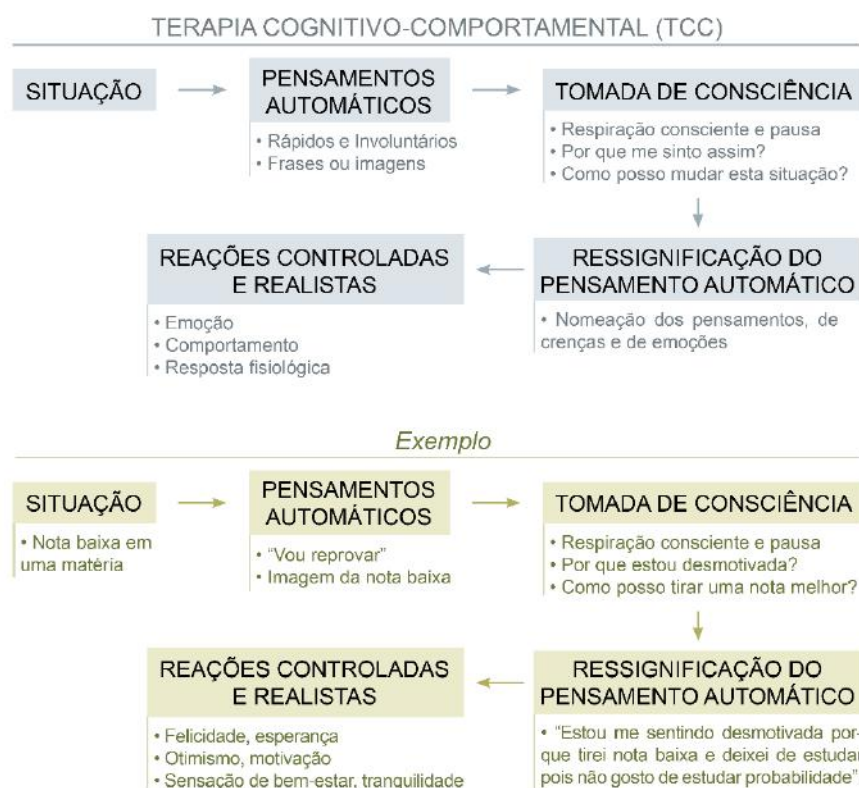 TERAPIA COGNITIVO-COMPORTAMENTAL (TCC)
SITUAÇÃO
PENSAMENTOS
AUTOMÁTICOS
• Rápidos e Involuntários
• Frases ou imagens
TOMADA DE CONSCIÊNCIA
• Respiração consciente e pausa
• Por que me sinto assim?
• Como posso mudar esta situação?
RESSIGNIFICAÇÃO DO
PENSAMENTO AUTOMÁTICO
• Nomeação dos pensamentos, de
crenças e de emoções
REAÇÕES CONTROLADAS
E REALISTAS
• Emoção
• Comportamento
• Resposta fisiológica
Exemplo
SITUAÇÃO
• Nota baixa em
uma matéria
PENSAMENTOS
AUTOMÁTICOS
• "Vou reprovar"
• Imagem da nota baixa
TOMADA DE CONSCIÊNCIA
• Respiração consciente e pausa
• Por que estou desmotivada?
• Como posso tirar uma nota melhor?
RESSIGNIFICAÇÃO DO
PENSAMENTO AUTOMÁTICO
• "Estou me sentindo desmotivada por-
que tirei nota baixa e deixei de estudar
pois não gosto de estudar probabilidade"
REAÇÕES CONTROLADAS
E REALISTAS
• Felicidade, esperança
• Otimismo, motivação
• Sensação de bem-estar, tranquilidade